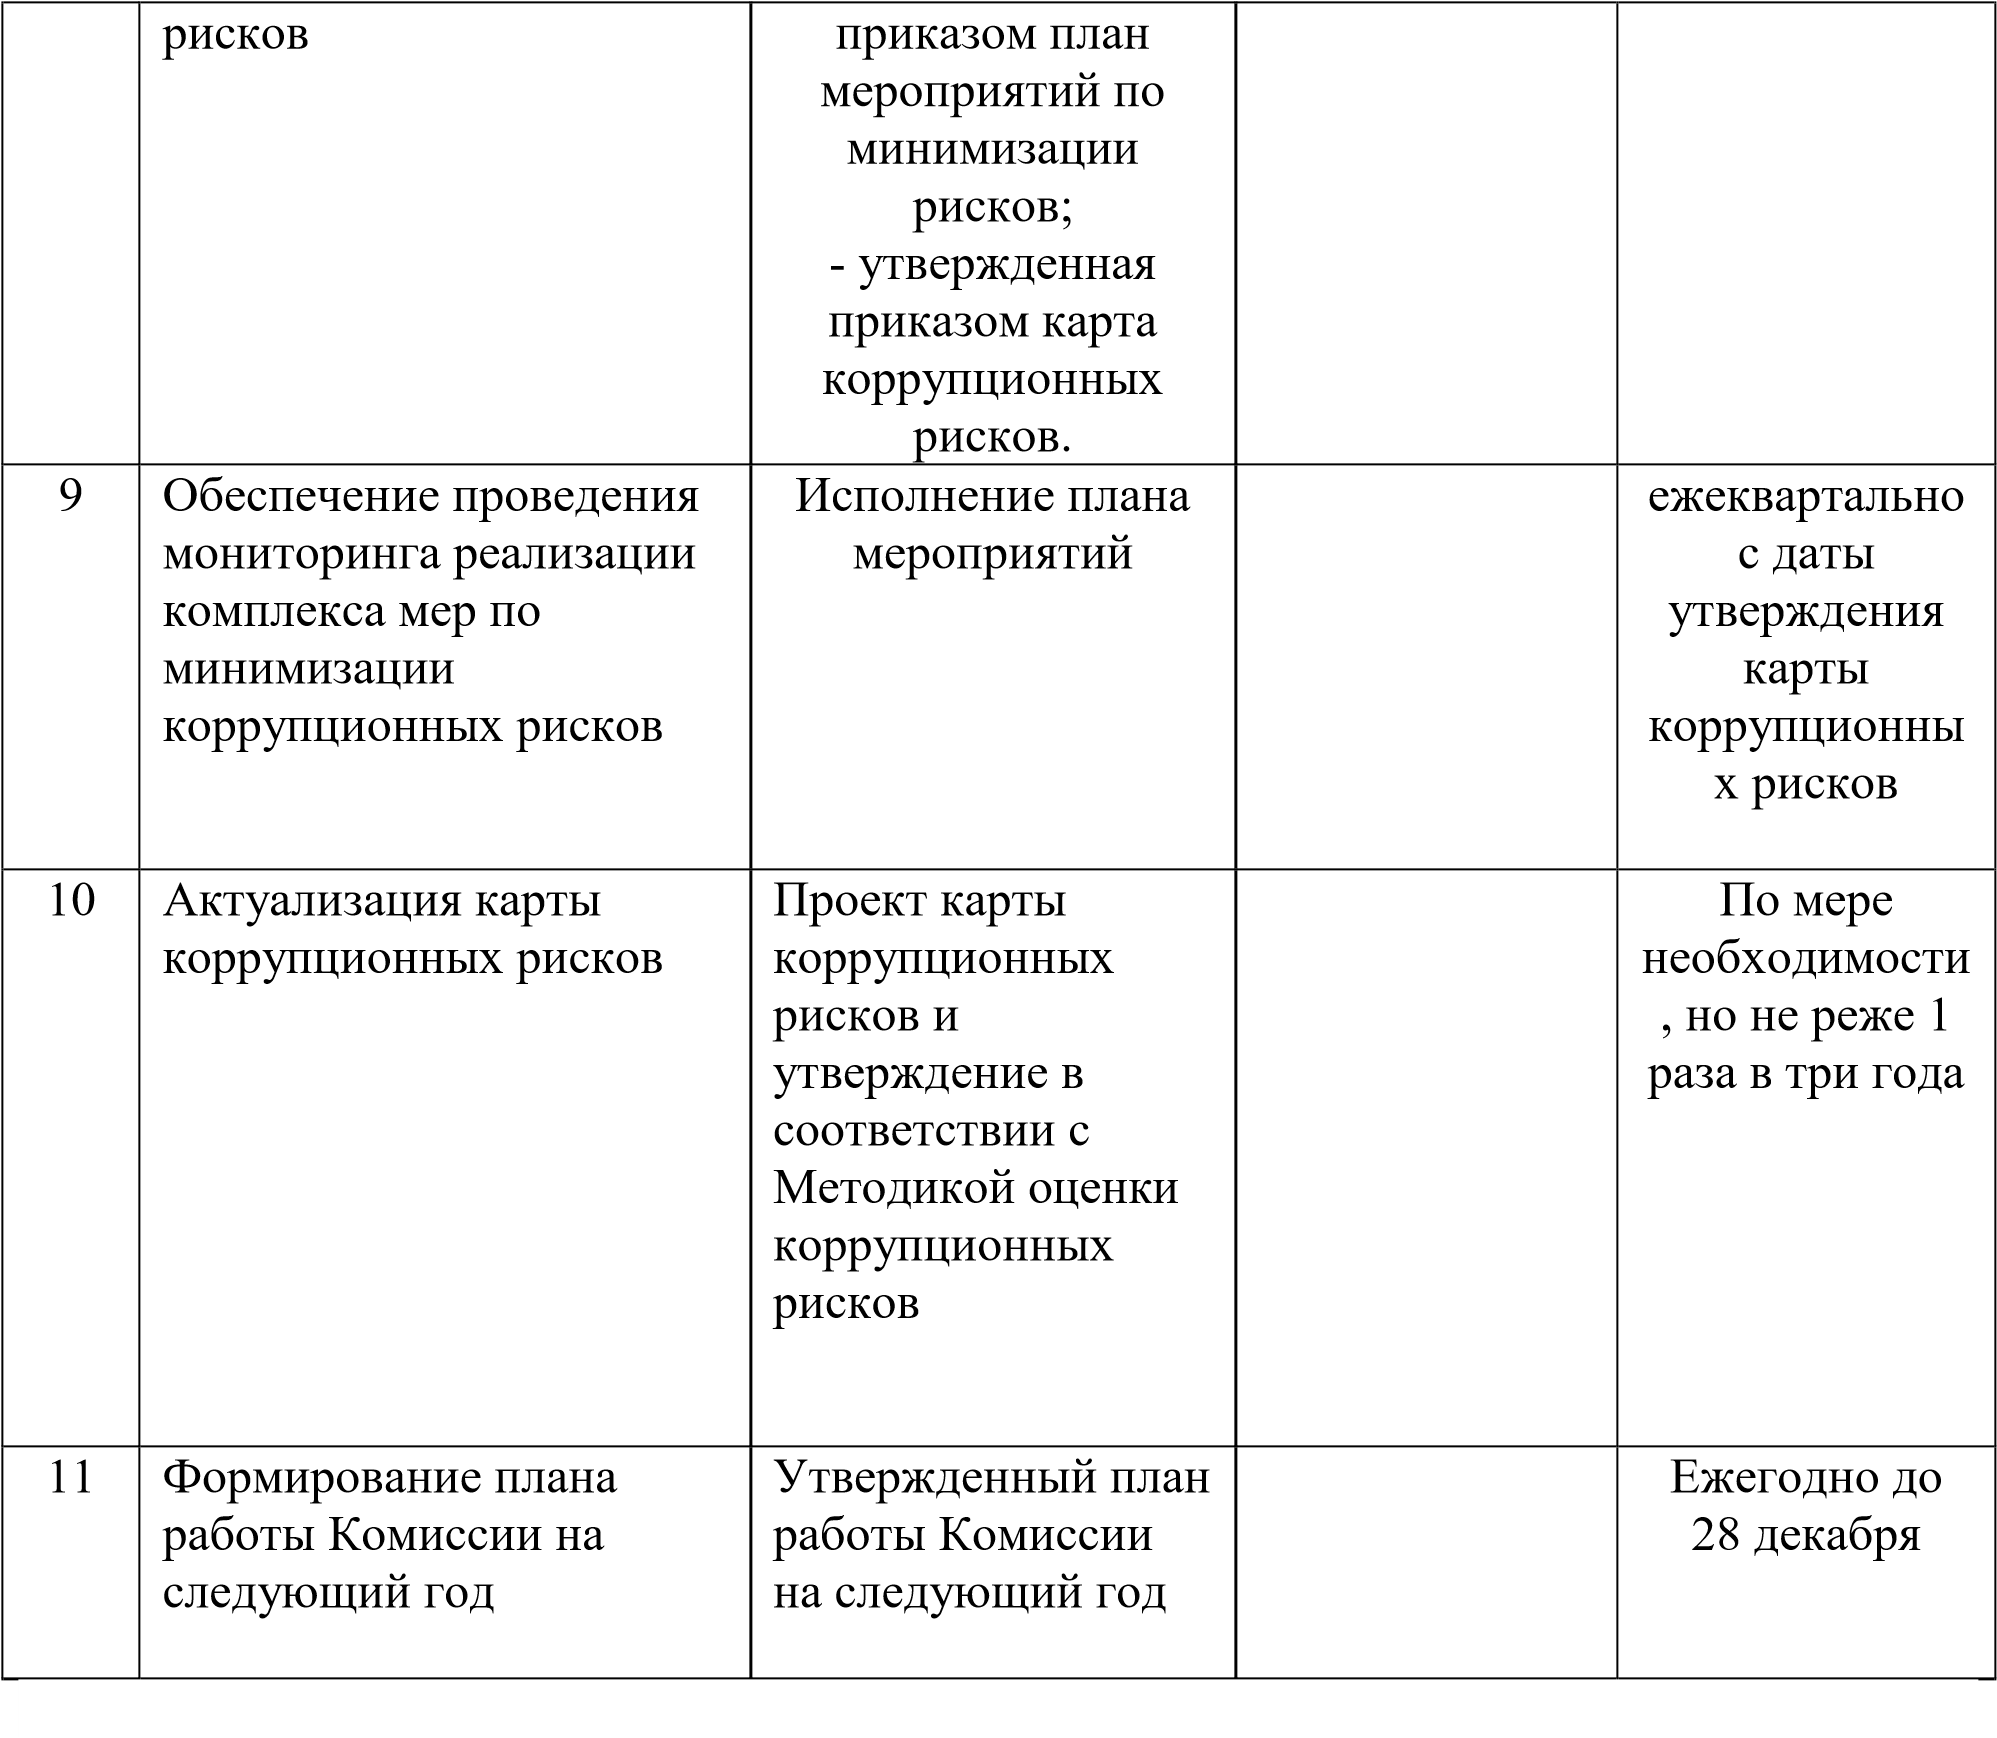 рисков
приказом план
мероприятий по
минимизации
рисков;
- утвержденная
приказом карта
коррупционных
рисков.
9
Обеспечение проведения
мониторинга реализации
комплекса мер по
минимизации
коррупционных рисков
Исполнение плана
мероприятий
ежеквартально
с даты
утверждения
карты
коррупционны
х рисков
10
Актуализация карты
коррупционных рисков
Проект карты
коррупционных
рисков и
утверждение в
соответствии с
Методикой оценки
коррупционных
рисков
По мере
необходимости
, но не реже 1
раза в три года
11
Формирование плана
работы Комиссии на
следующий год
Утвержденный план
работы Комиссии
на следующий год
Ежегодно до
28 декабря